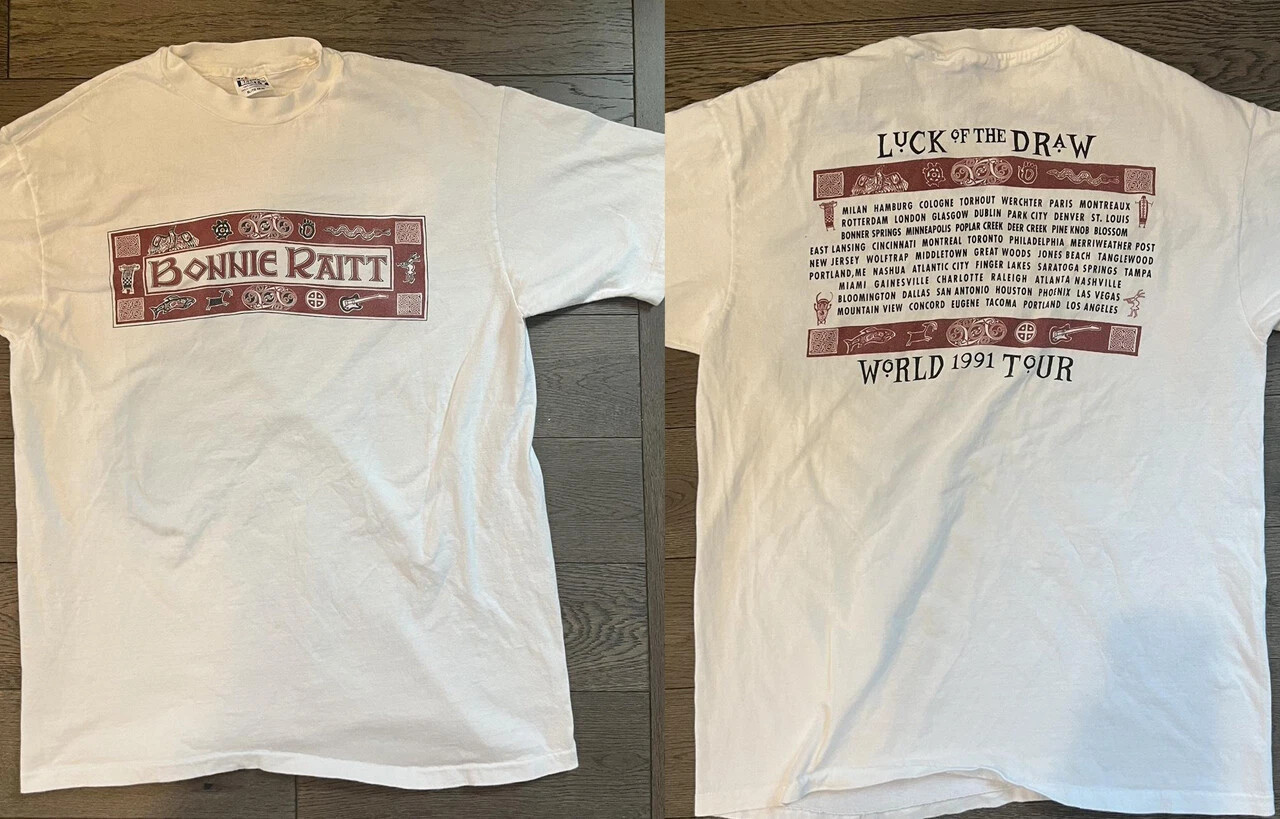 BONNIE RAITT
LUCK OF THE DRAW
MILAN HAMBURG COLOGNE TORHOUT WERCHTER PARIS MONTREAUX
ROTTERDAM LONDON GLASGOW DUBLIN PARK CITY DENVER ST. LOUIS
BONNER SPRINGS MINNEAPOLIS POPLAR CREEK DEER CREEK PINE KNOB BLOSSOM
EAST LANSING CINCINNATI MONTREAL TORONTO PHILADELPHIA MERRIWEATHER POST
NEW JERSEY WOLFTRAP MIDDLETOWN GREAT WOODS JONES BEACH TANGLEWOOD
PORTLAND, ME NASHUA ATLANTIC CITY FINGER LAKES SARATOGA SPRINGS TAMPA
MIAMI GAINESVILLE CHARLOTTE RALEIGH ATLANTA NASHVILLE
BLOOMINGTON DALLAS SAN ANTONIO HOUSTON PHOENIX LAS VEGAS
MOUNTAIN VIEW CONCORD EUGENE TACOMA PORTLAND LOS ANGELES
WORLD 1991 TOUR